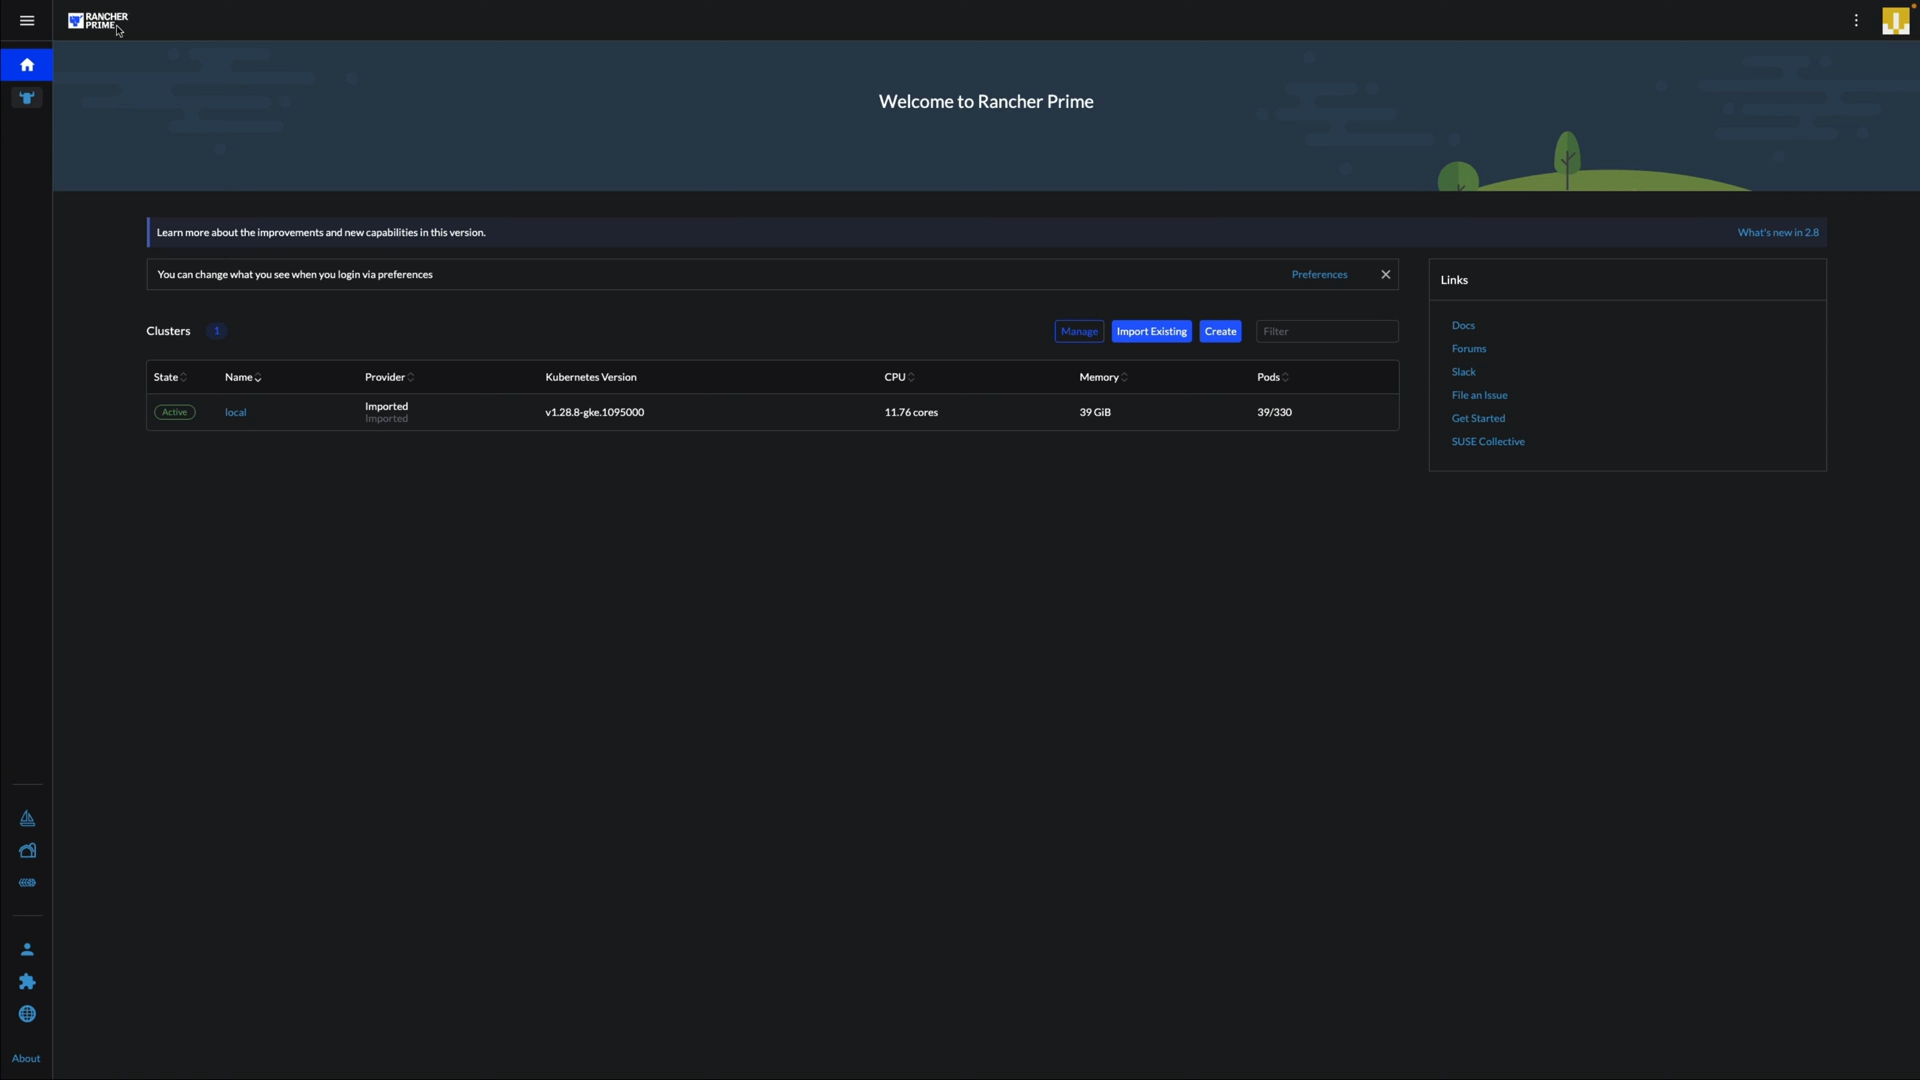 RANCHER
PRIME
Welcome to Rancher Prime
Learn more about the improvements and new capabilities in this version.
What's new in 2.8
You can change what you see when you login via preferences
Preferences
Links
Docs
Forums
Slack
File an Issue
Get Started
SUSE Collective
Clusters 1
Manage Import Existing Create Filter
State Name Provider Kubernetes Version CPU Memory Pods
Active local Imported v1.28.8-gke.1095000 11.76 cores 39 GiB 39/330
Imported
About